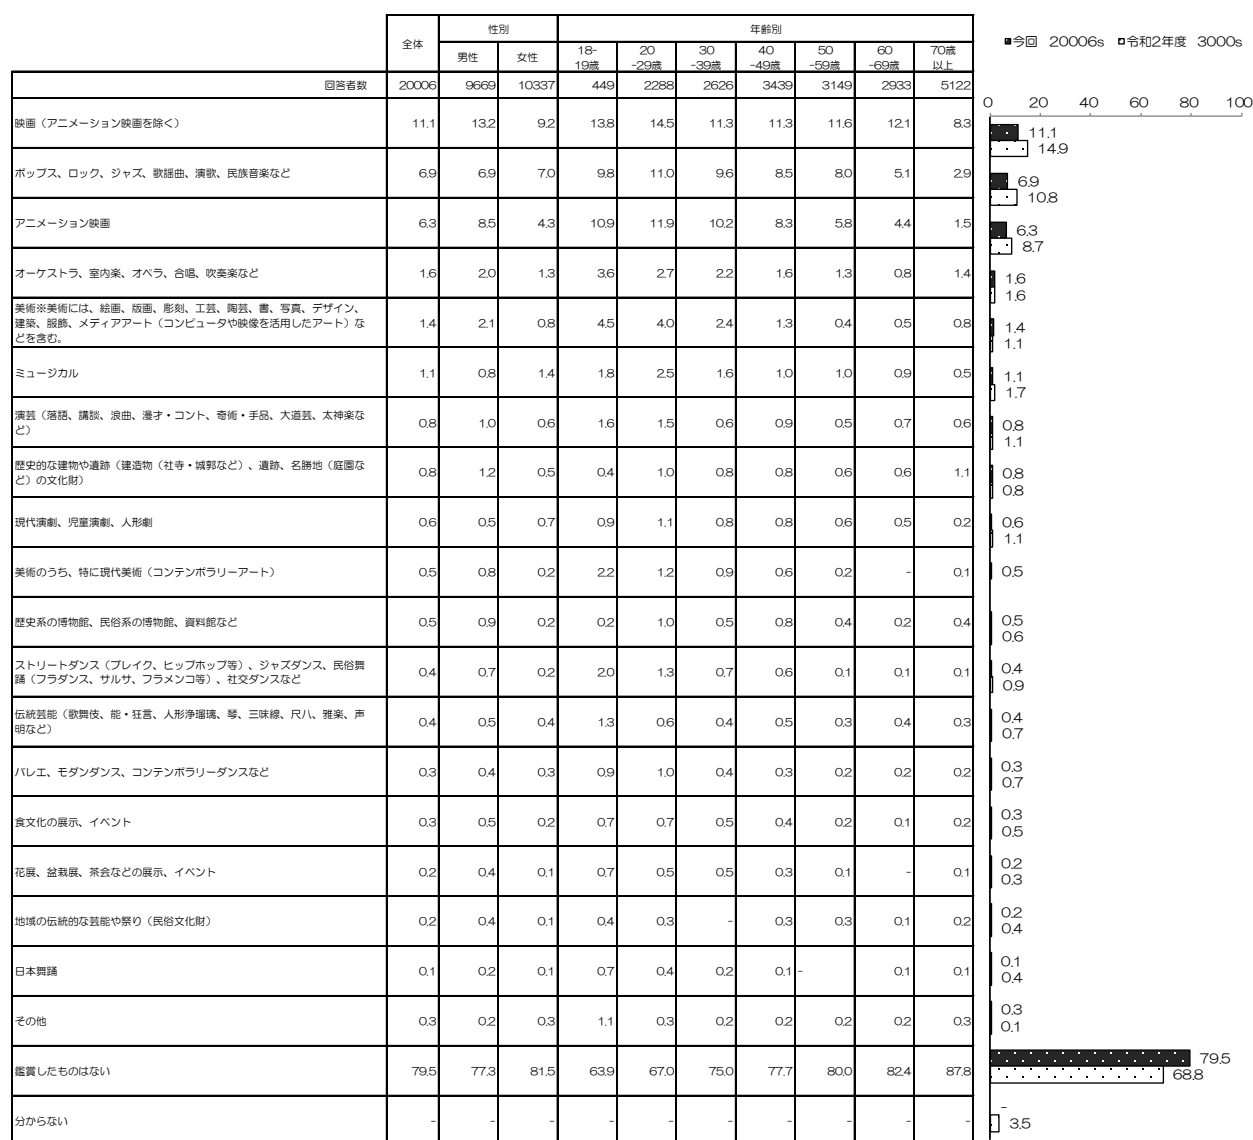 全体 性別 年齢別
男性 女性 18-19歳 20-29歳 30-39歳 40-49歳 50-59歳 60-69歳 70歳以上
■今回 20006s □令和2年度 3000s
回答者数 20006 9669 10337 449 2288 2626 3439 3149 2933 5122
0 20 40 60 80 100
映画（アニメーション映画を除く） 11.1 13.2 9.2 13.8 14.5 11.3 11.3 11.6 12.1 8.3
11.1
14.9
ポップス、ロック、ジャズ、歌謡曲、演歌、民族音楽など 6.9 6.9 7.0 9.8 11.0 9.6 8.5 8.0 5.1 2.9
6.9
10.8
アニメーション映画 6.3 8.5 4.3 10.9 11.9 10.2 8.3 5.8 4.4 1.5
6.3
8.7
オーケストラ、室内楽、オペラ、合唱、吹奏楽など 1.6 2.0 1.3 3.6 2.7 2.2 1.6 1.3 0.8 1.4
1.6
1.6
美術※美術には、絵画、版画、彫刻、工芸、陶芸、書、写真、デザイン、
建築、服飾、メディアアート（コンピュータや映像を活用したアート）な
どを含む。 1.4 2.1 0.8 4.5 4.0 2.4 1.3 0.4 0.5 0.8
1.4
1.1
ミュージカル 1.1 0.8 1.4 1.8 2.5 1.6 1.0 1.0 0.9 0.5
1.1
1.7
演芸（落語、講談、浪曲、漫才・コント、奇術・手品、大道芸、太神楽な
ど） 0.8 1.0 0.6 1.6 1.5 0.6 0.9 0.5 0.7 0.6
0.8
1.1
歴史的な建物や遺跡（建造物（社寺・城郭など）、遺跡、名勝地（庭園な
ど）の文化財） 0.8 1.2 0.5 0.4 1.0 0.8 0.8 0.6 0.6 1.1
0.8
0.8
現代演劇、児童演劇、人形劇 0.6 0.5 0.7 0.9 1.1 0.8 0.8 0.6 0.5 0.2
0.6
1.1
美術のうち、特に現代美術（コンテンポラリーアート） 0.5 0.8 0.2 2.2 1.2 0.9 0.6 0.2 - 0.1
0.5
歴史系の博物館、民俗系の博物館、資料館など 0.5 0.9 0.2 0.2 1.0 0.5 0.8 0.4 0.2 0.4
0.5
0.6
ストリートダンス（ブレイク、ヒップホップ等）、ジャズダンス、民俗舞
踊（フラダンス、サルサ、フラメンコ等）、社交ダンスなど 0.4 0.7 0.2 2.0 1.3 0.7 0.6 0.1 0.1 0.1
0.4
0.9
伝統芸能（歌舞伎、能・狂言、人形浄瑠璃、琴、三味線、尺八、雅楽、声
明など） 0.4 0.5 0.4 1.3 0.6 0.4 0.5 0.3 0.4 0.3
0.4
0.7
バレエ、モダンダンス、コンテンポラリーダンスなど 0.3 0.4 0.3 0.9 1.0 0.4 0.3 0.2 0.2 0.2
0.3
0.7
食文化の展示、イベント 0.3 0.5 0.2 0.7 0.7 0.5 0.4 0.2 0.1 0.2
0.3
0.5
花展、盆栽展、茶会などの展示、イベント 0.2 0.4 0.1 0.7 0.5 0.5 0.3 0.1 - 0.1
0.2
0.3
地域の伝統的な芸能や祭り（民俗文化財） 0.2 0.4 0.1 0.4 0.3 - 0.3 0.3 0.1 0.2
0.2
0.4
日本舞踊 0.1 0.2 0.1 0.7 0.4 0.2 0.1 - 0.1 0.1
0.1
0.4
その他 0.3 0.2 0.3 1.1 0.3 0.2 0.2 0.2 0.2 0.3
0.3
0.1
鑑賞したものはない 79.5 77.3 81.5 63.9 67.0 75.0 77.7 80.0 82.4 87.8
79.5
68.8
分からない - - - - - - - - - -
-
3.5